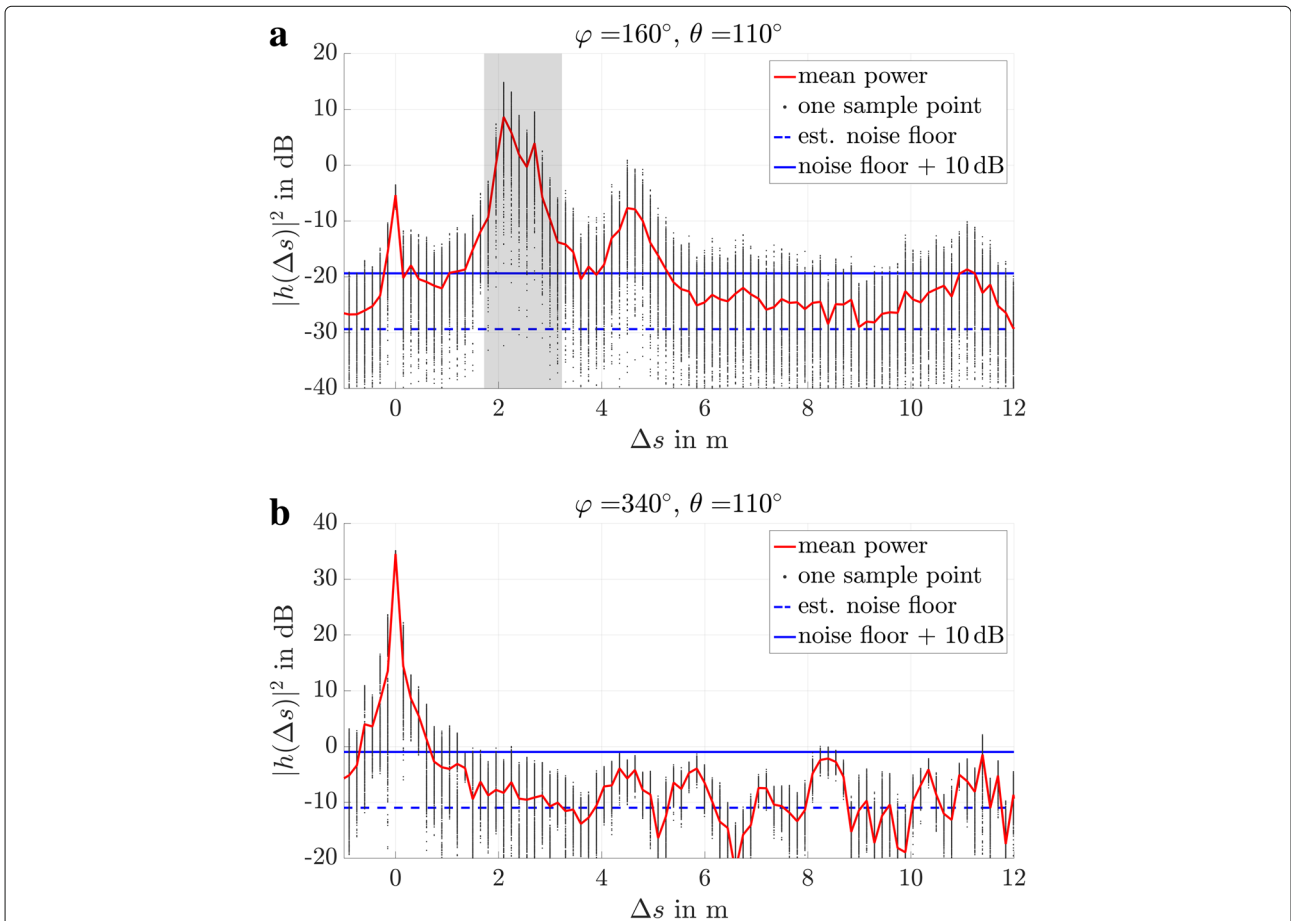 a
φ =160°, θ =110°
20
10
0
-10
-20
-30
-40
|h(Δs)|² in dB
mean power
one sample point
est. noise floor
noise floor + 10 dB
0 2 4 6 8 10 12
Δs in m
b
φ =340°, θ =110°
40
30
20
10
0
-10
-20
|h(Δs)|² in dB
mean power
one sample point
est. noise floor
noise floor + 10 dB
0 2 4 6 8 10 12
Δs in m